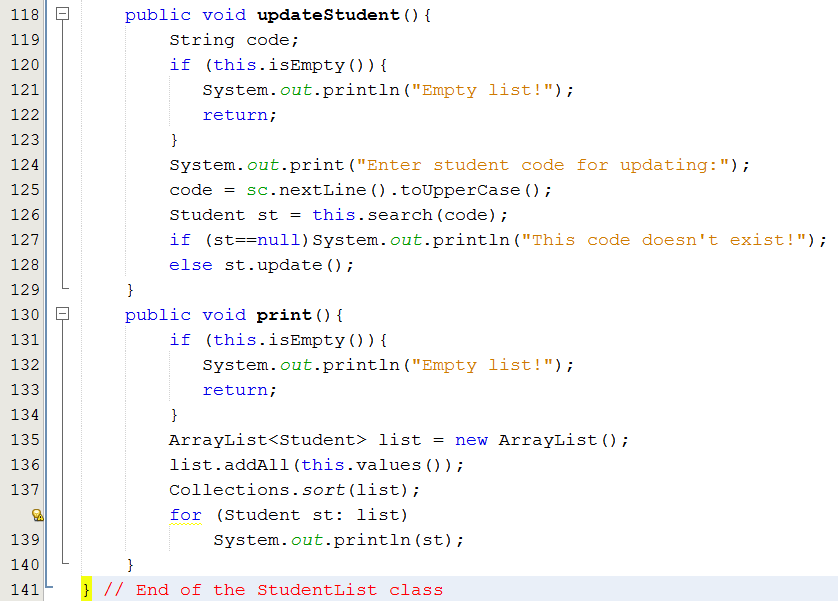 118 public void updateStudent(){
119 String code;
120 if (this.isEmpty()){
121 System.out.println("Empty list!");
122 return;
123 }
124 System.out.print("Enter student code for updating:");
125 code = sc.nextLine().toUpperCase();
126 Student st = this.search(code);
127 if (st==null)System.out.println("This code doesn't exist!");
128 else st.update();
129 }
130 public void print(){
131 if (this.isEmpty()){
132 System.out.println("Empty list!");
133 return;
134 }
135 ArrayList<Student> list = new ArrayList();
136 list.addAll(this.values());
137 Collections.sort(list);
for (Student st: list)
139 System.out.println(st);
140 }
141 } // End of the StudentList class